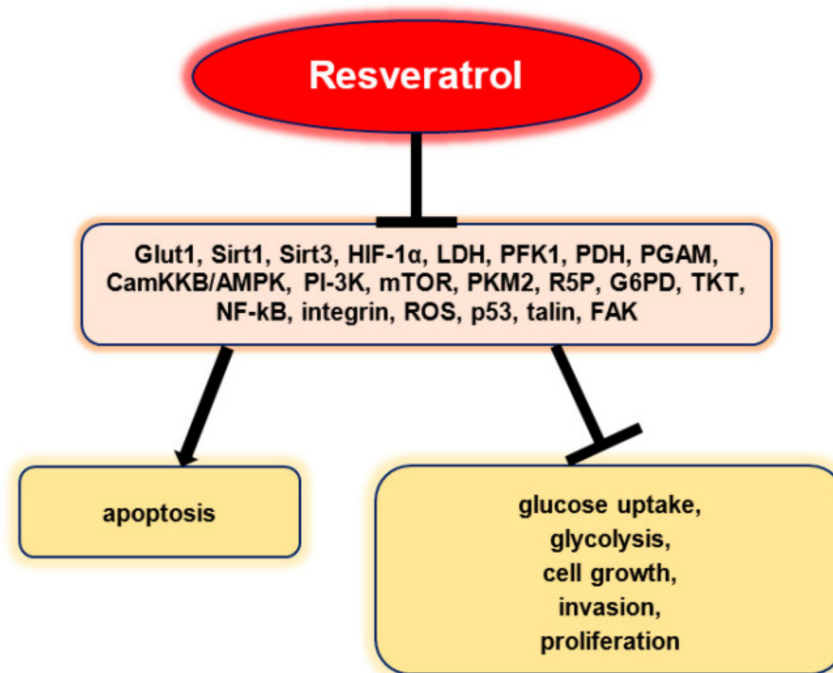 Resveratrol
Glut1, Sirt1, Sirt3, HIF-1α, LDH, PFK1, PDH, PGAM,
CamKKB/AMPK, PI-3K, mTOR, PKM2, R5P, G6PD, TKT,
NF-kB, integrin, ROS, p53, talin, FAK
apoptosis
glucose uptake,
glycolysis,
cell growth,
invasion,
proliferation